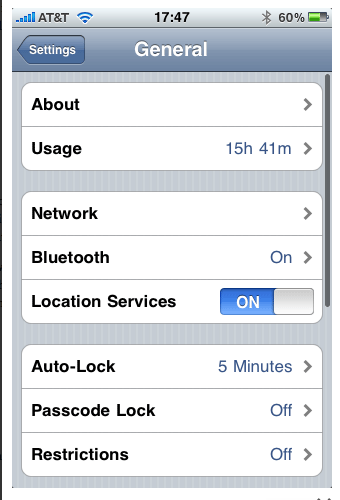 AT&T 17:47 60%
Settings General
About
Usage 15h 41m
Network
Bluetooth On
Location Services ON
Auto-Lock 5 Minutes
Passcode Lock Off
Restrictions Off